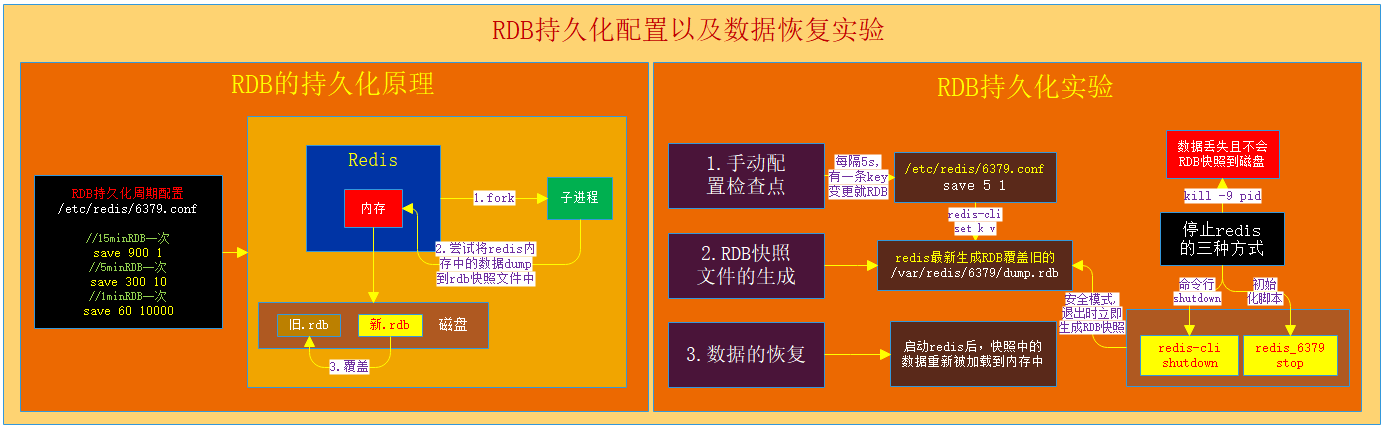 RDB持久化配置以及数据恢复实验
RDB的持久化原理
RDB持久化周期配置
/etc/redis/6379.conf
//15minRDB一次
save 900 1
//5minRDB一次
save 300 10
//1minRDB一次
save 60 10000
Redis
内存
1.fork
子进程
2.尝试将redis内
存中的数据dump
到rdb快照文件中
旧.rdb
新.rdb
磁盘
3.覆盖
RDB持久化实验
1.手动配
置检查点
每隔5s,
有一条key
变更就RDB
/etc/redis/6379.conf
save 5 1
redis-cli
set k v
2.RDB快照
文件的生成
redis最新生成RDB覆盖旧的
/var/redis/6379/dump.rdb
3.数据的恢复
启动redis后，快照中的
数据重新被加载到内存中
数据丢失且不会
RDB快照到磁盘
kill -9 pid
停止redis
的三种方式
命令行
shutdown
初始
化脚本
安全模式,
退出时立即
生成RDB快照
redis-cli
shutdown
redis_6379
stop